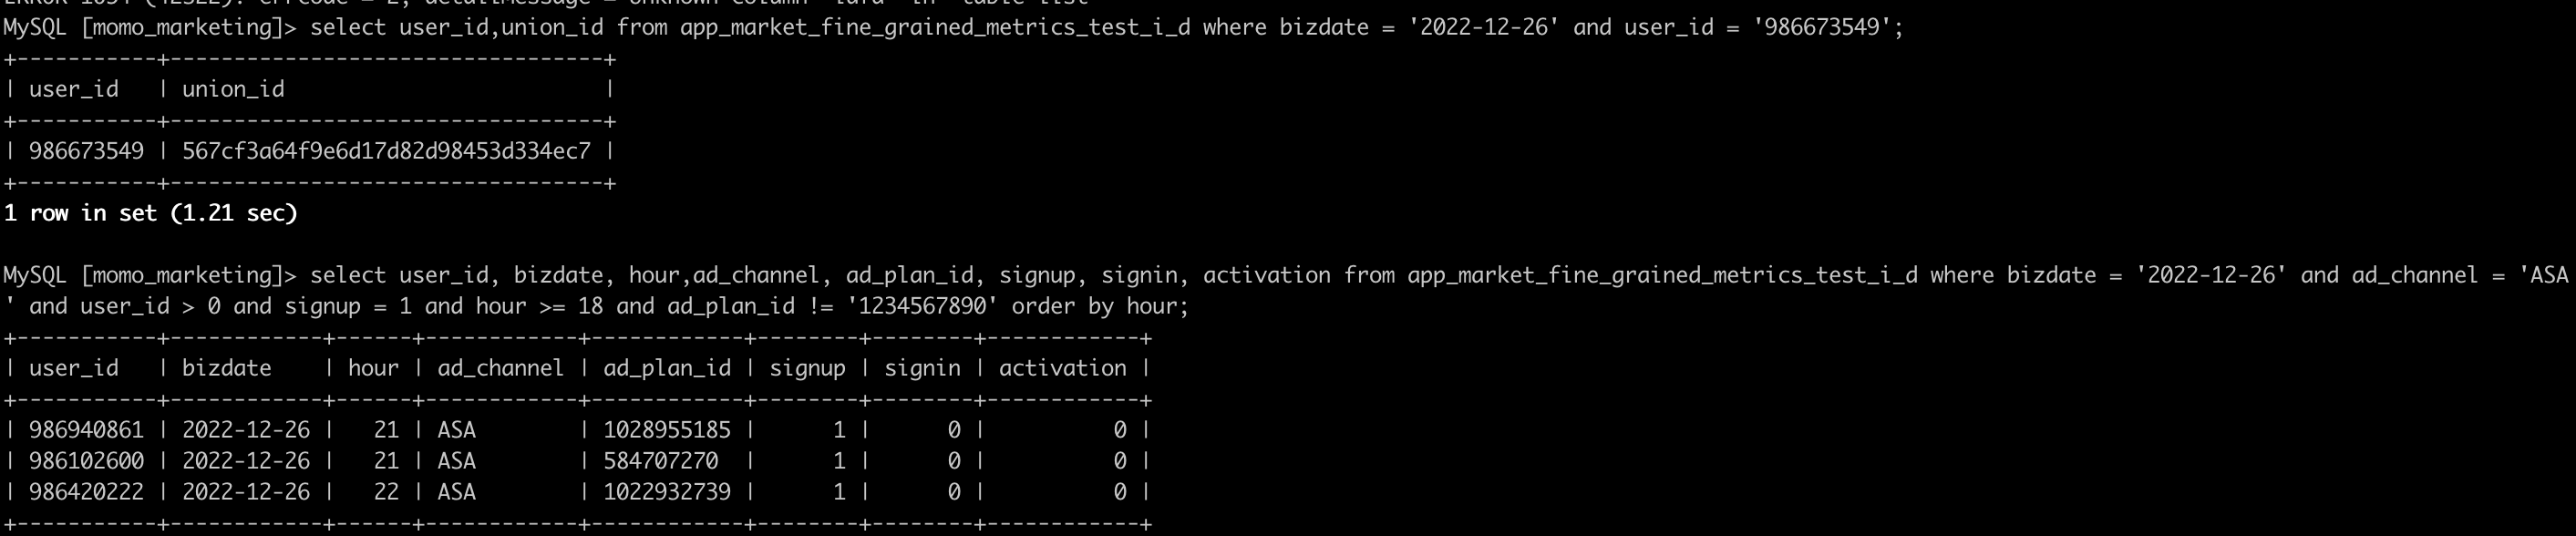 MySQL [momo_marketing]> select user_id,union_id from app_market_fine_grained_metrics_test_i_d where bizdate = '2022-12-26' and user_id = '986673549';
+-----------+----------------------------------+
| user_id   | union_id                         |
+-----------+----------------------------------+
| 986673549 | 567cf3a64f9e6d17d82d98453d334ec7 |
+-----------+----------------------------------+
1 row in set (1.21 sec)
MySQL [momo_marketing]> select user_id, bizdate, hour,ad_channel, ad_plan_id, signup, signin, activation from app_market_fine_grained_metrics_test_i_d where bizdate = '2022-12-26' and ad_channel = 'ASA
' and user_id > 0 and signup = 1 and hour >= 18 and ad_plan_id != '1234567890' order by hour;
+-----------+------------+------+------------+------------+--------+--------+------------+
| user_id   | bizdate    | hour | ad_channel | ad_plan_id | signup | signin | activation |
+-----------+------------+------+------------+------------+--------+--------+------------+
| 986940861 | 2022-12-26 |   21 | ASA        | 1028955185 |      1 |      0 |          0 |
| 986102600 | 2022-12-26 |   21 | ASA        | 584707270  |      1 |      0 |          0 |
| 986420222 | 2022-12-26 |   22 | ASA        | 1022932739 |      1 |      0 |          0 |
+-----------+------------+------+------------+------------+--------+--------+------------+